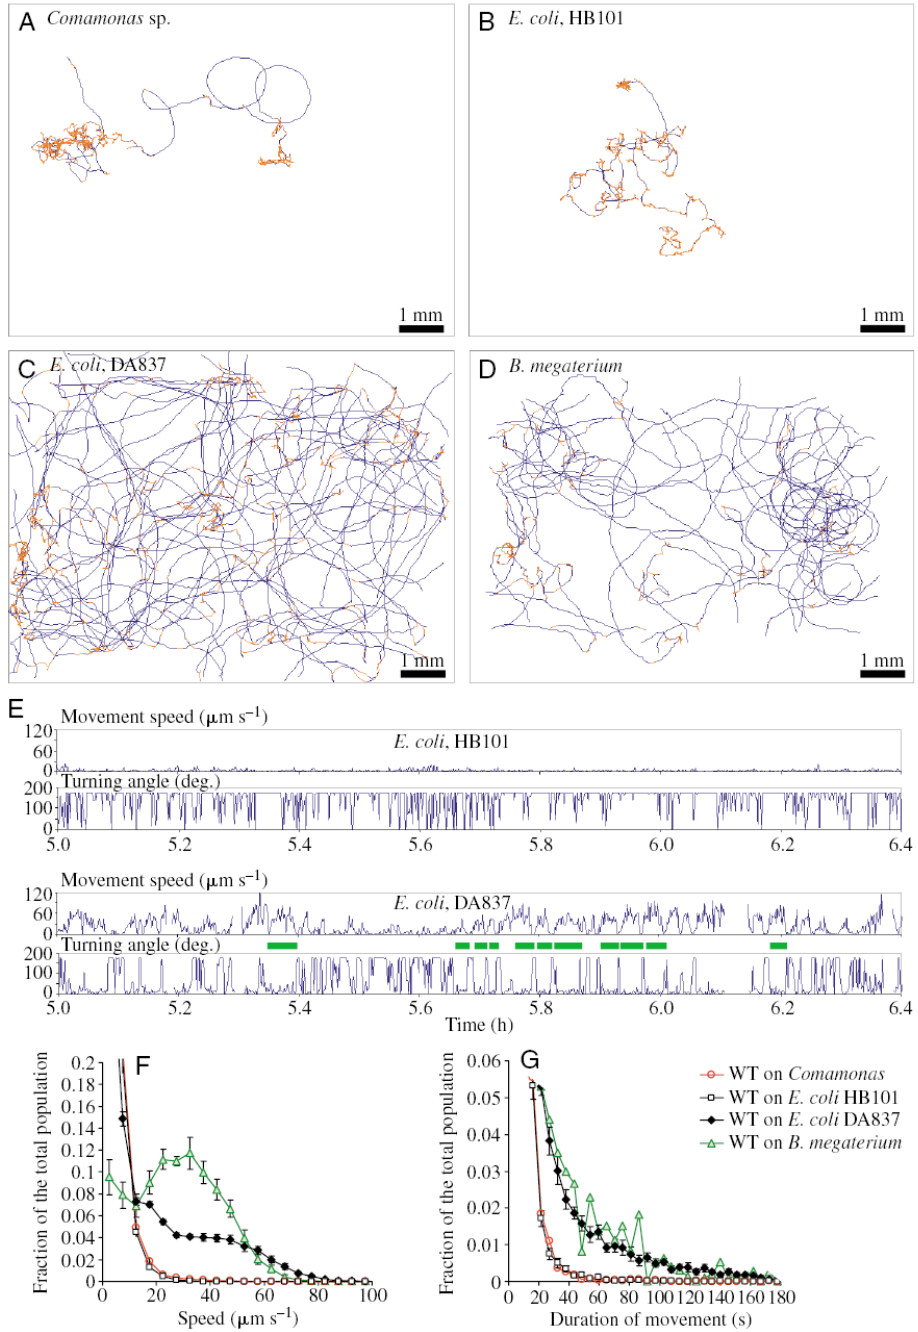 A Comamonas sp.
B E. coli, HB101
1 mm
1 mm
C E. coli, DA837
D B. megaterium
1 mm
1 mm
E
Movement speed (μm s–1)
120
E. coli, HB101
60
0
Turning angle (deg.)
200
100
0
5.0 5.2 5.4 5.6 5.8 6.0 6.2 6.4
Movement speed (μm s–1)
120
E. coli, DA837
60
0
Turning angle (deg.)
200
100
0
5.0 5.2 5.4 5.6 5.8 6.0 6.2 6.4
Time (h)
F
Fraction of the total population
0.2
0.18
0.16
0.14
0.12
0.1
0.08
0.06
0.04
0.02
0
0 20 40 60 80 100
Speed (μm s–1)
G
Fraction of the total population
0.06
0.05
0.04
0.03
0.02
0.01
0
0 20 40 60 80 100 120 140 160 180
Duration of movement (s)
WT on Comamonas
WT on E. coli HB101
WT on E. coli DA837
WT on B. megaterium